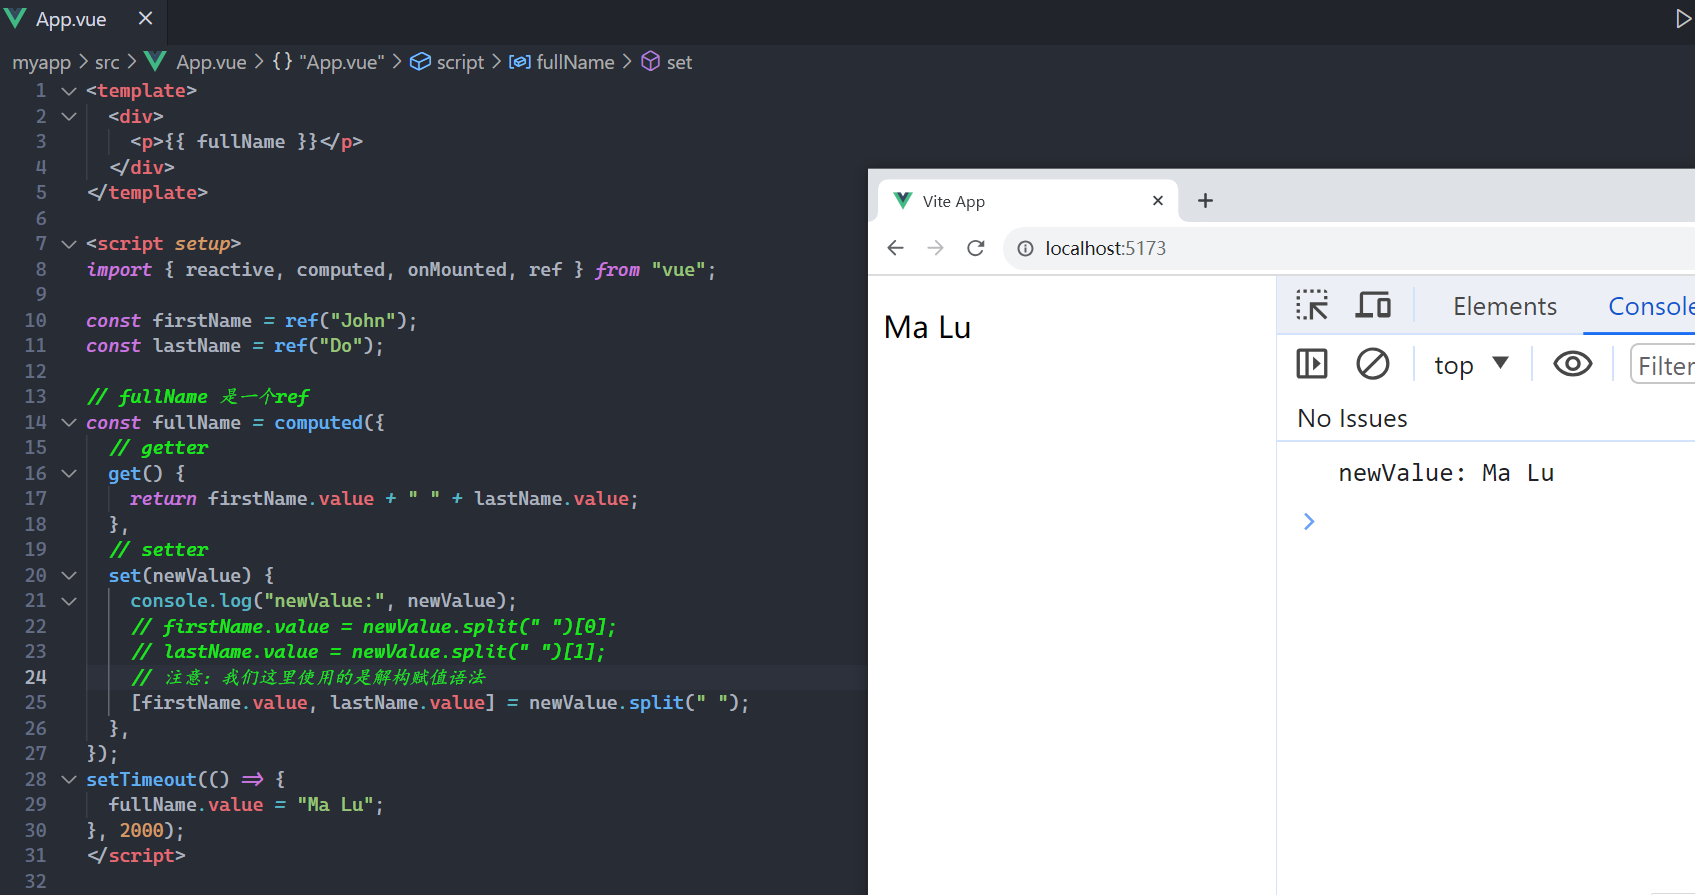 App.vue
myapp > src > App.vue > {} "App.vue" > script > fullName > set
1 <template>
2 <div>
3 <p>{{ fullName }}</p>
4 </div>
5 </template>
6
7 <script setup>
8 import { reactive, computed, onMounted, ref } from "vue";
9
10 const firstName = ref("John");
11 const lastName = ref("Do");
12
13 // fullName 是一个ref
14 const fullName = computed({
15 // getter
16 get() {
17 return firstName.value + " " + lastName.value;
18 },
19 // setter
20 set(newValue) {
21 console.log("newValue:", newValue);
22 // firstName.value = newValue.split(" ")[0];
23 // lastName.value = newValue.split(" ")[1];
24 // 注意: 我们这里使用的是解构赋值语法
25 [firstName.value, lastName.value] = newValue.split(" ");
26 },
27 });
28 setTimeout(() => {
29 fullName.value = "Ma Lu";
30 }, 2000);
31 </script>
32
Vite App
localhost:5173
Ma Lu
Elements Console
top Filter
No Issues
newValue: Ma Lu